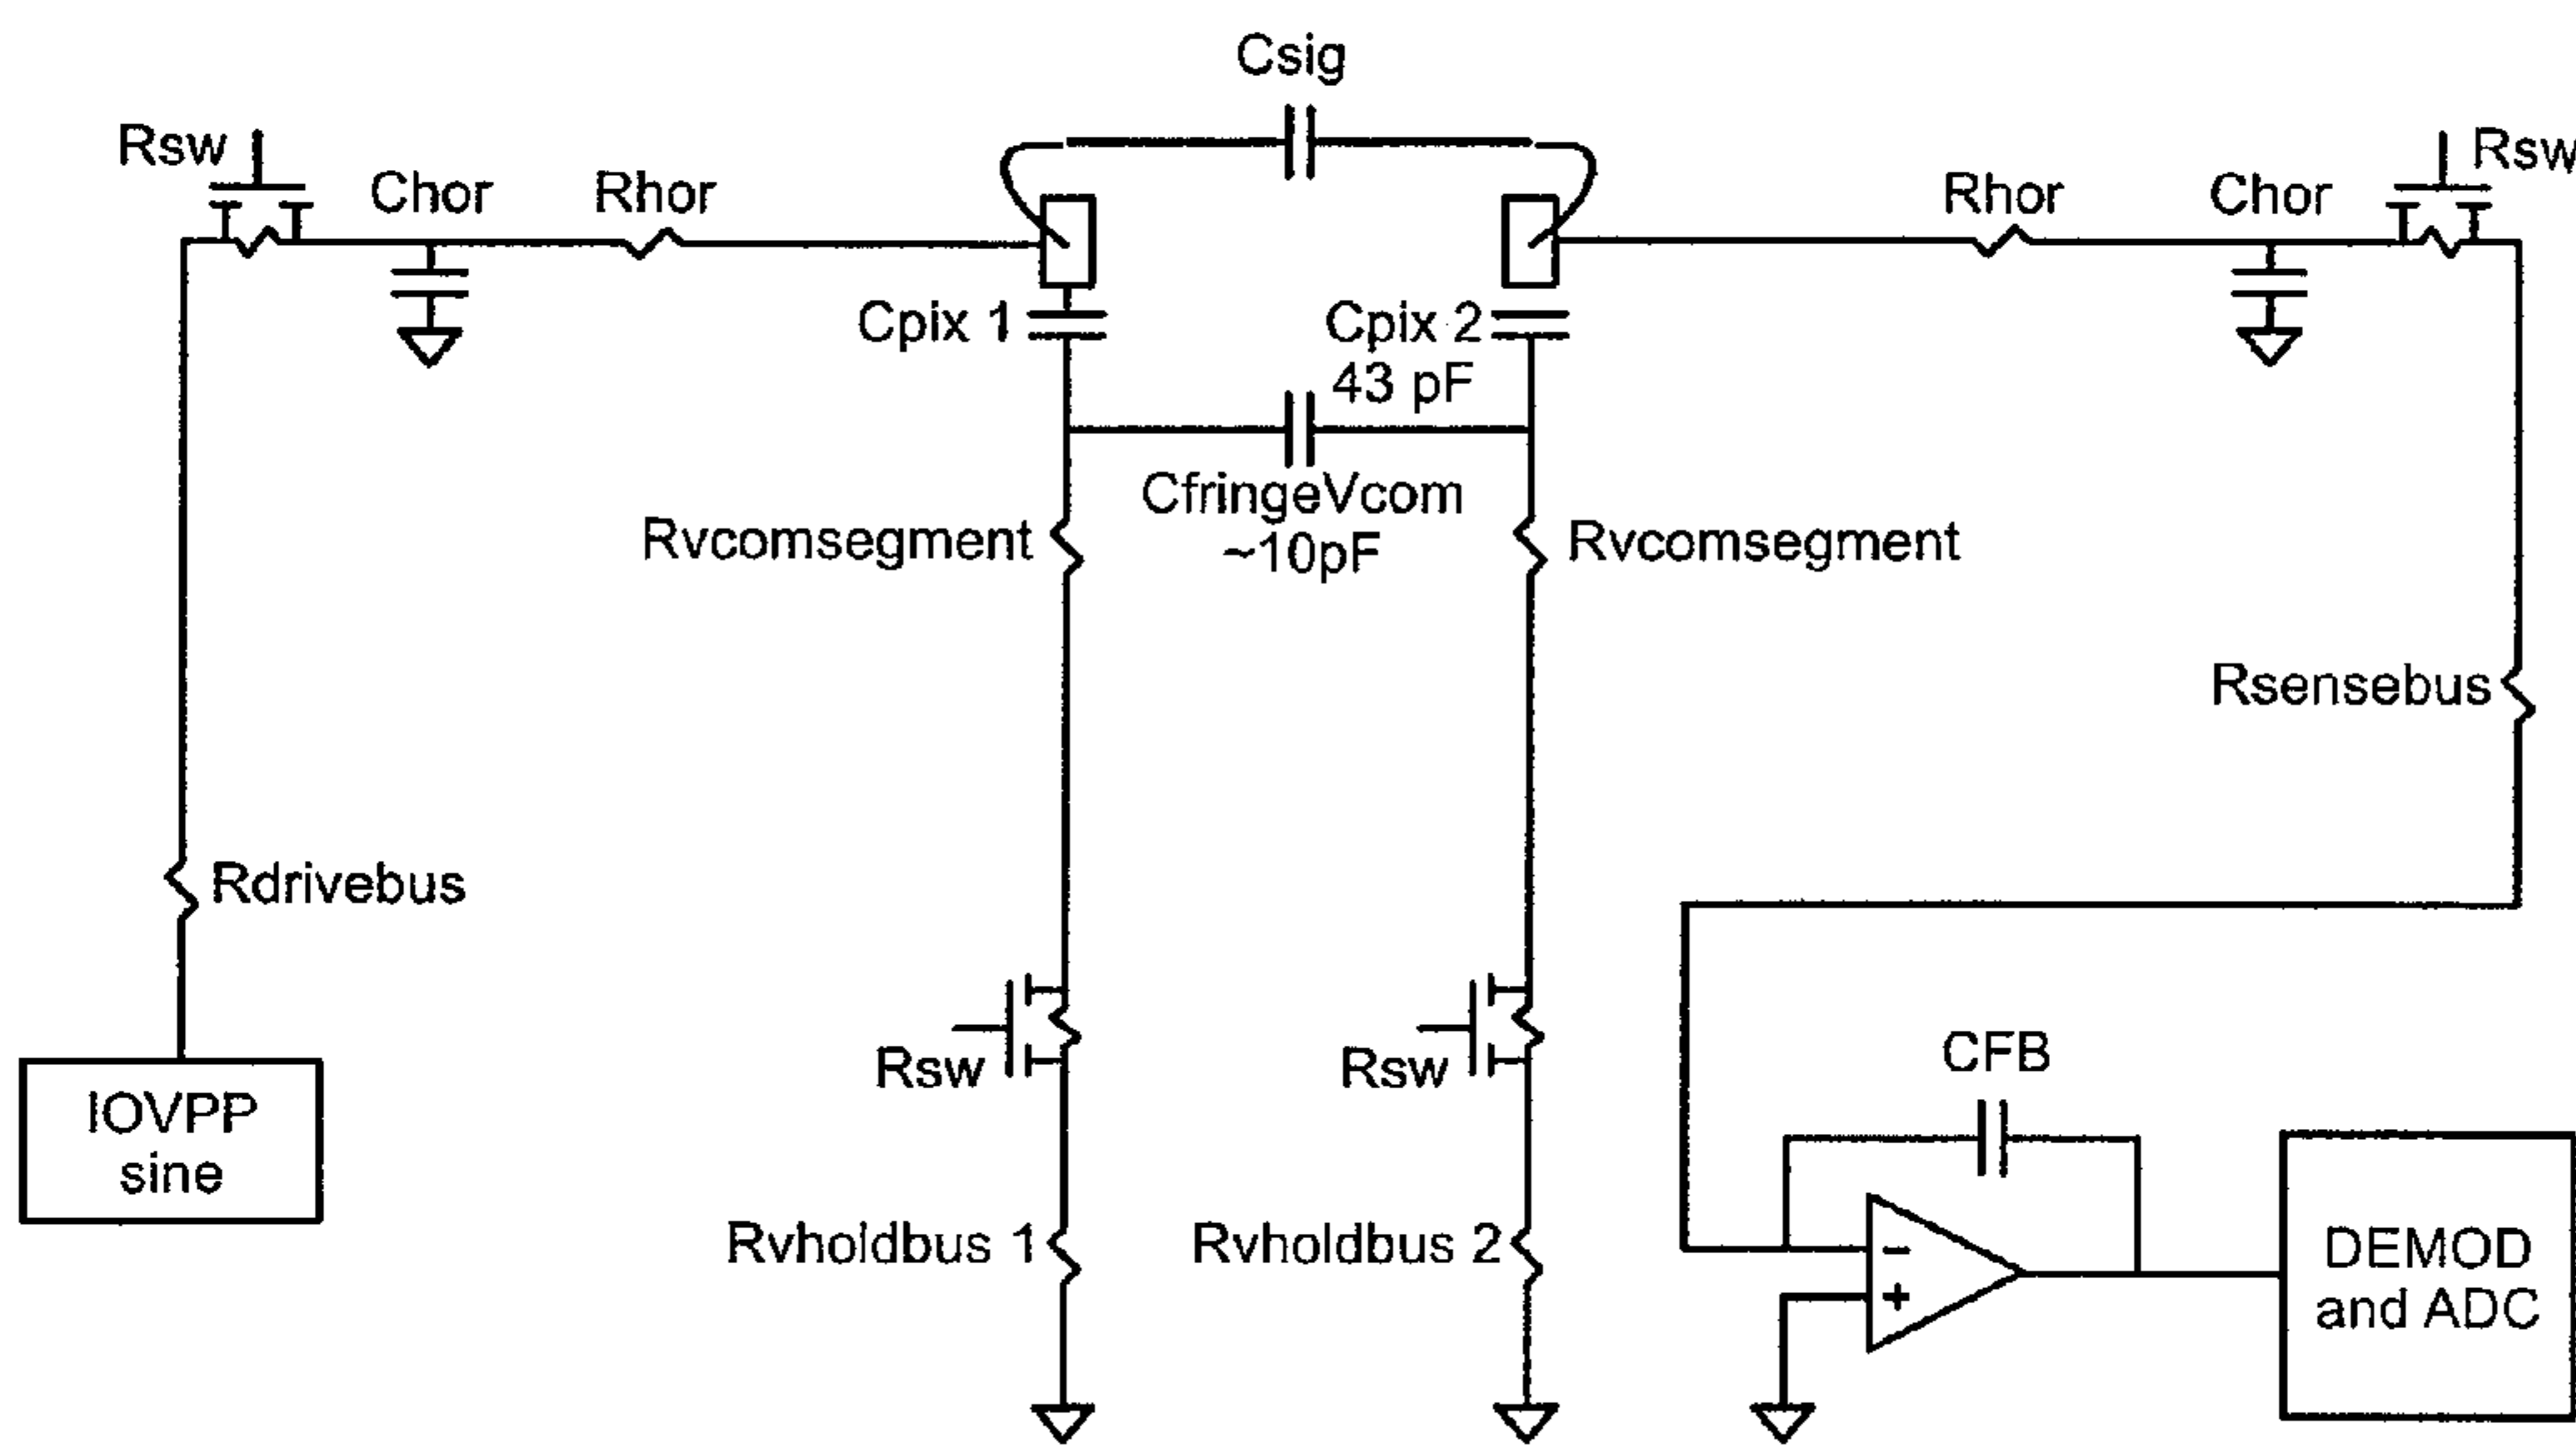 Csig
Rsw
Chor
Rhor
Rhor
Chor
Rsw
Cpix 1
Cpix 2
43 pF
CfringeVcom
~10pF
Rvcomsegment
Rvcomsegment
Rsensebus
Rdrivebus
IOVPP
sine
Rsw
Rsw
CFB
Rvholdbus 1
Rvholdbus 2
−
+
DEMOD
and ADC